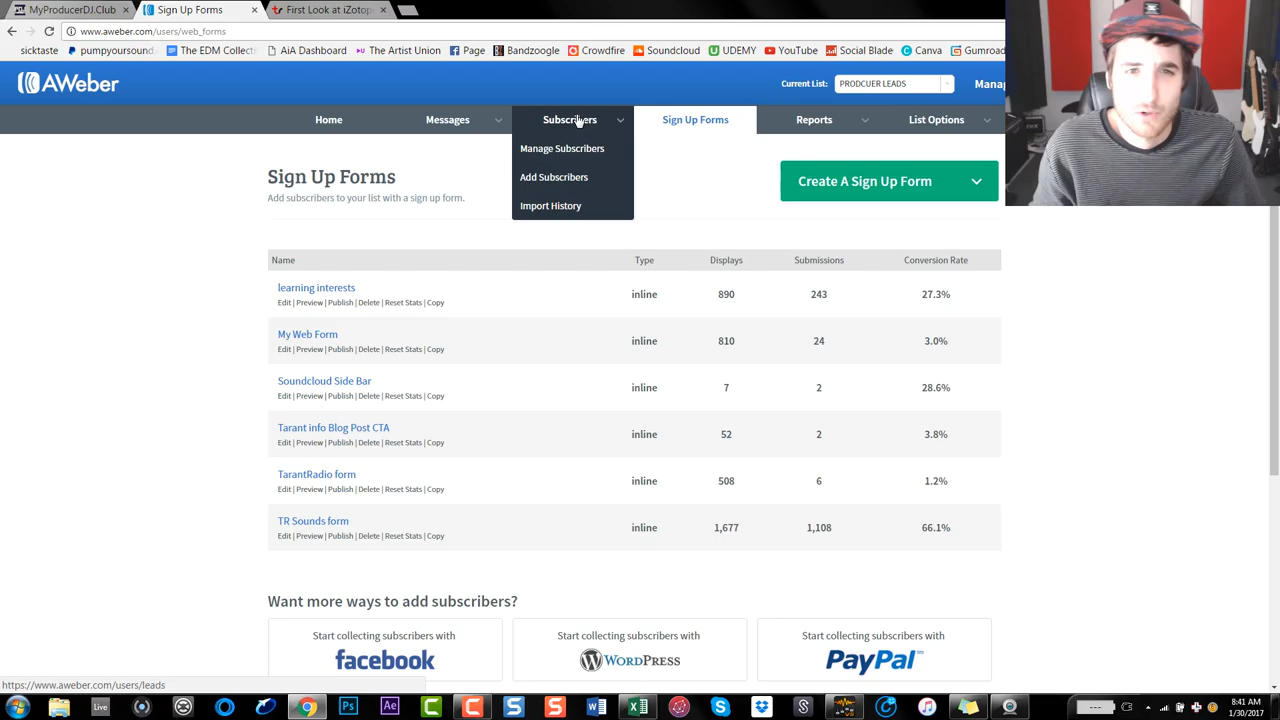 MyProducerDJ.Club
Sign Up Forms
First Look at iZotop
www.aweber.com/users/web_forms
sicktaste
pumpyoursound
The EDM Collecti
AiA Dashboard
The Artist Union
Page
Bandzoogle
Crowdfire
Soundcloud
UDEMY
YouTube
Social Blade
Canva
Gumroad
AWeber
Current List:
PRODCUER LEADS
Manag
Home
Messages
Subscribers
Sign Up Forms
Reports
List Options
Manage Subscribers
Add Subscribers
Import History
Sign Up Forms
Add subscribers to your list with a sign up form.
Create A Sign Up Form
Name Type Displays Submissions Conversion Rate
learning interests inline 890 243 27.3%
Edit | Preview | Publish | Delete | Reset Stats | Copy
My Web Form inline 810 24 3.0%
Edit | Preview | Publish | Delete | Reset Stats | Copy
Soundcloud Side Bar inline 7 2 28.6%
Edit | Preview | Publish | Delete | Reset Stats | Copy
Tarant info Blog Post CTA inline 52 2 3.8%
Edit | Preview | Publish | Delete | Reset Stats | Copy
TarantRadio form inline 508 6 1.2%
Edit | Preview | Publish | Delete | Reset Stats | Copy
TR Sounds form inline 1,677 1,108 66.1%
Edit | Preview | Publish | Delete | Reset Stats | Copy
Want more ways to add subscribers?
Start collecting subscribers with
facebook
Start collecting subscribers with
WORDPRESS
Start collecting subscribers with
PayPal
https://www.aweber.com/users/leads
Live
Ps
Ae
8:41 AM
1/30/2017